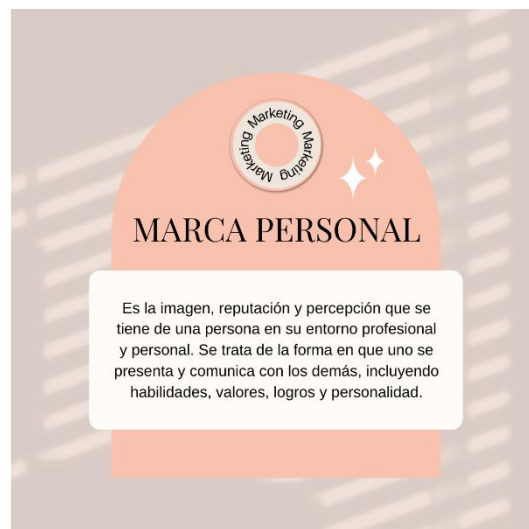 Marketing Marketing Marketing
MARCA PERSONAL
Es la imagen, reputación y percepción que se
tiene de una persona en su entorno profesional
y personal. Se trata de la forma en que uno se
presenta y comunica con los demás, incluyendo
habilidades, valores, logros y personalidad.